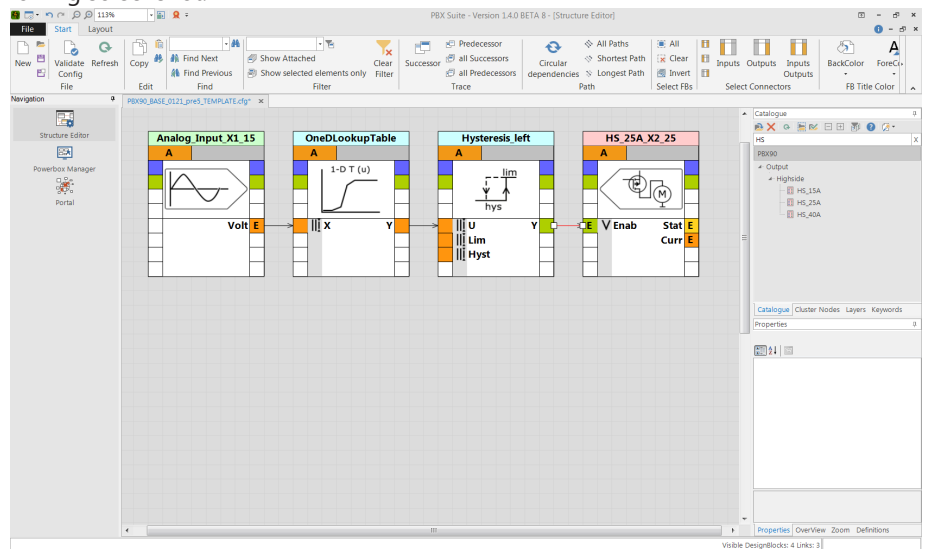 113%
PBX Suite - Version 1.4.0 BETA 8 - [Structure Editor]
File Start Layout
New Validate Config Refresh
File
Copy
Edit
Find Next
Find Previous
Find
Show Attached
Show selected elements only
Clear Filter
Filter
Successor
Predecessor
all Successors
all Predecessors
Trace
Circular dependencies
All Paths
Shortest Path
Longest Path
Path
All
Clear
Invert
Select FBs
Inputs Outputs Inputs Outputs
Select Connectors
BackColor ForeCo
FB Title Color
Navigation
Structure Editor
Powerbox Manager
Portal
PBX90_BASE_0121_pre5_TEMPLATE.cfg* x
Analog_Input_X1_15
A
Volt E
OneDLookupTable
A
1-D T (u)
X Y
Hysteresis_left
A
lim
hys
U Y
Lim
Hyst
HS_25A_X2_25
A
M
E V Enab Stat E
Curr E
Catalogue
HS X
PBX90
Output
Highside
HS_15A
HS_25A
HS_40A
Catalogue Cluster Nodes Layers Keywords
Properties
Properties OverView Zoom Definitions
Visible DesignBlocks: 4 Links: 3